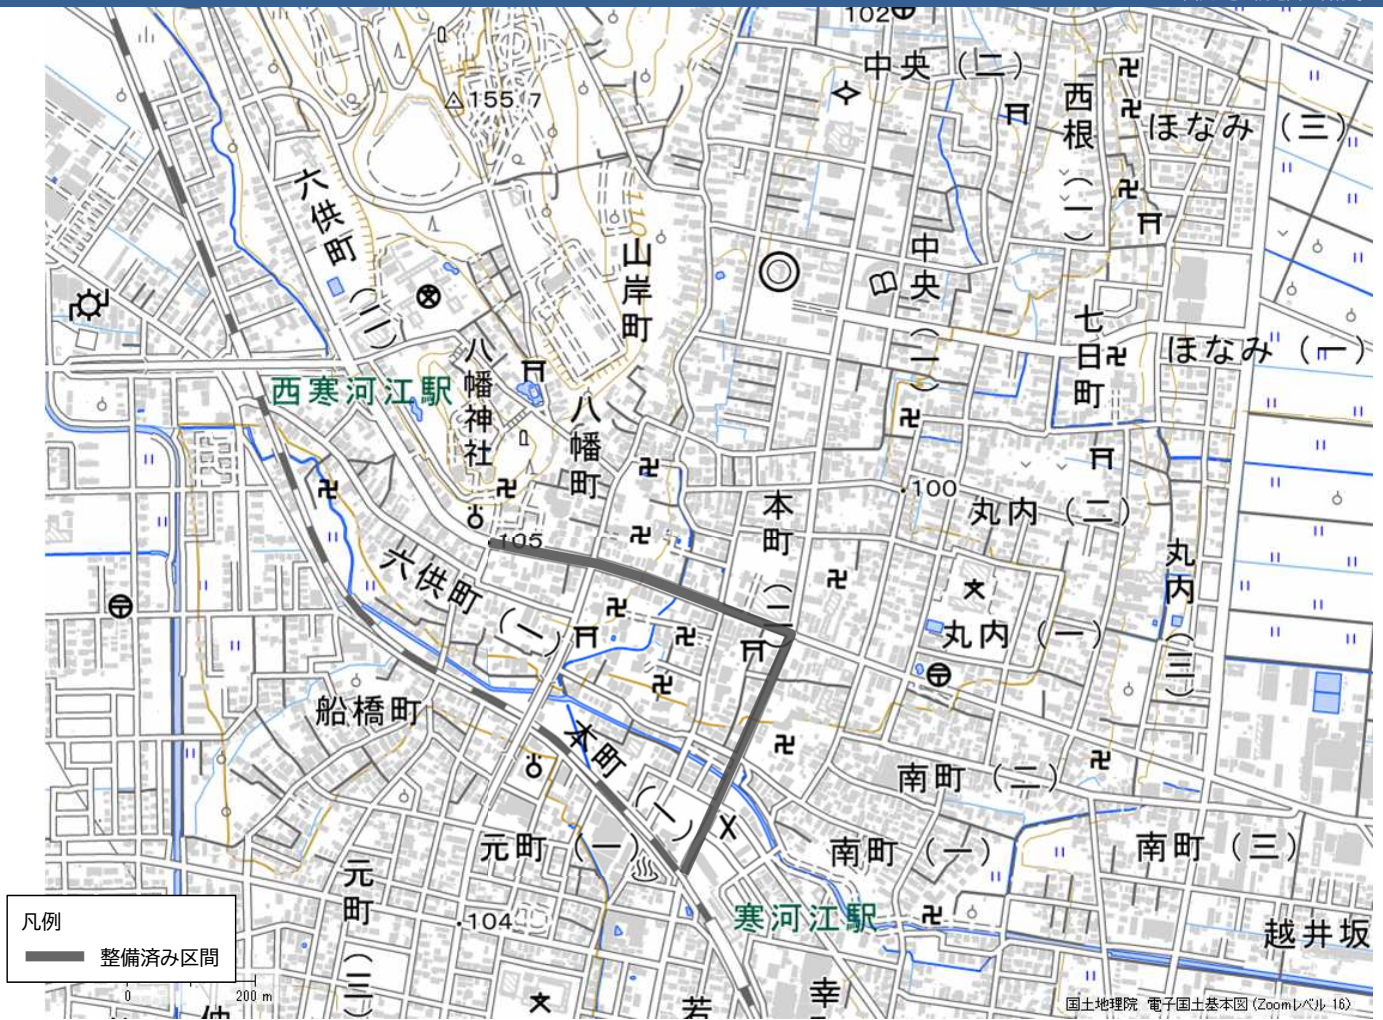 102
中央（二）
西根（一）
ほなみ（三）
155.7
六供町（二）
110
山岸町
中央（一）
七日町
ほなみ（一）
西寒河江駅
八幡神社
八幡町
100
本町（二）
丸内（二）
105
六供町（一）
丸内（三）
丸内（一）
船橋町
本町（一）
南町（二）
元町（一）
南町（一）
南町（三）
元町（三）
104
寒河江駅
越井坂
凡例
整備済み区間
0
200 m
若
幸
国土地理院 電子国土基本図(Zoomレベル 16)